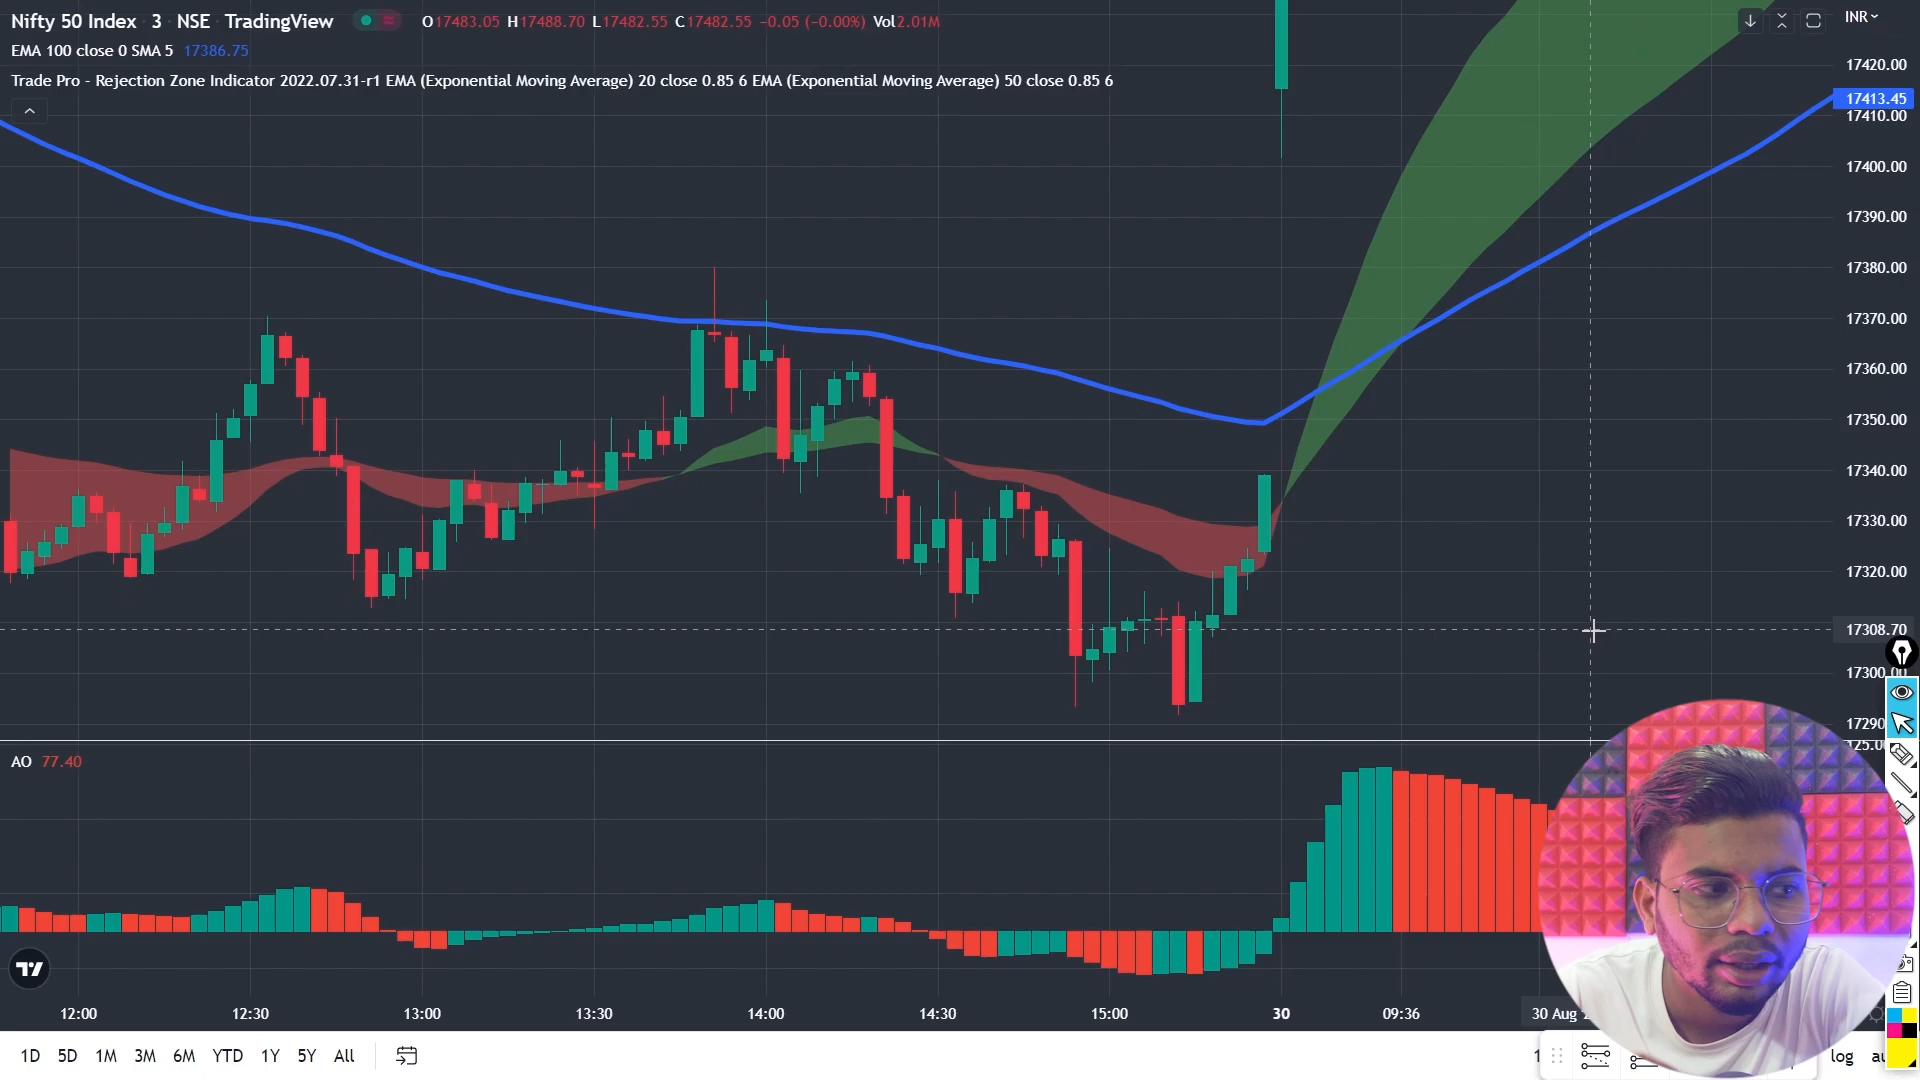 Nifty 50 Index · 3 · NSE TradingView O17483.05 H17488.70 L17482.55 C17482.55 -0.05 (-0.00%) Vol2.01M
INR
EMA 100 close 0 SMA 5 17386.75
Trade Pro - Rejection Zone Indicator 2022.07.31-r1 EMA (Exponential Moving Average) 20 close 0.85 6 EMA (Exponential Moving Average) 50 close 0.85 6
17420.00
17413.45
17410.00
17400.00
17390.00
17380.00
17370.00
17360.00
17350.00
17340.00
17330.00
17320.00
17308.70
17300.00
17290
125.0
AO 77.40
12:00 12:30 13:00 13:30 14:00 14:30 15:00 30 09:36 30 Aug
1D 5D 1M 3M 6M YTD 1Y 5Y All
log